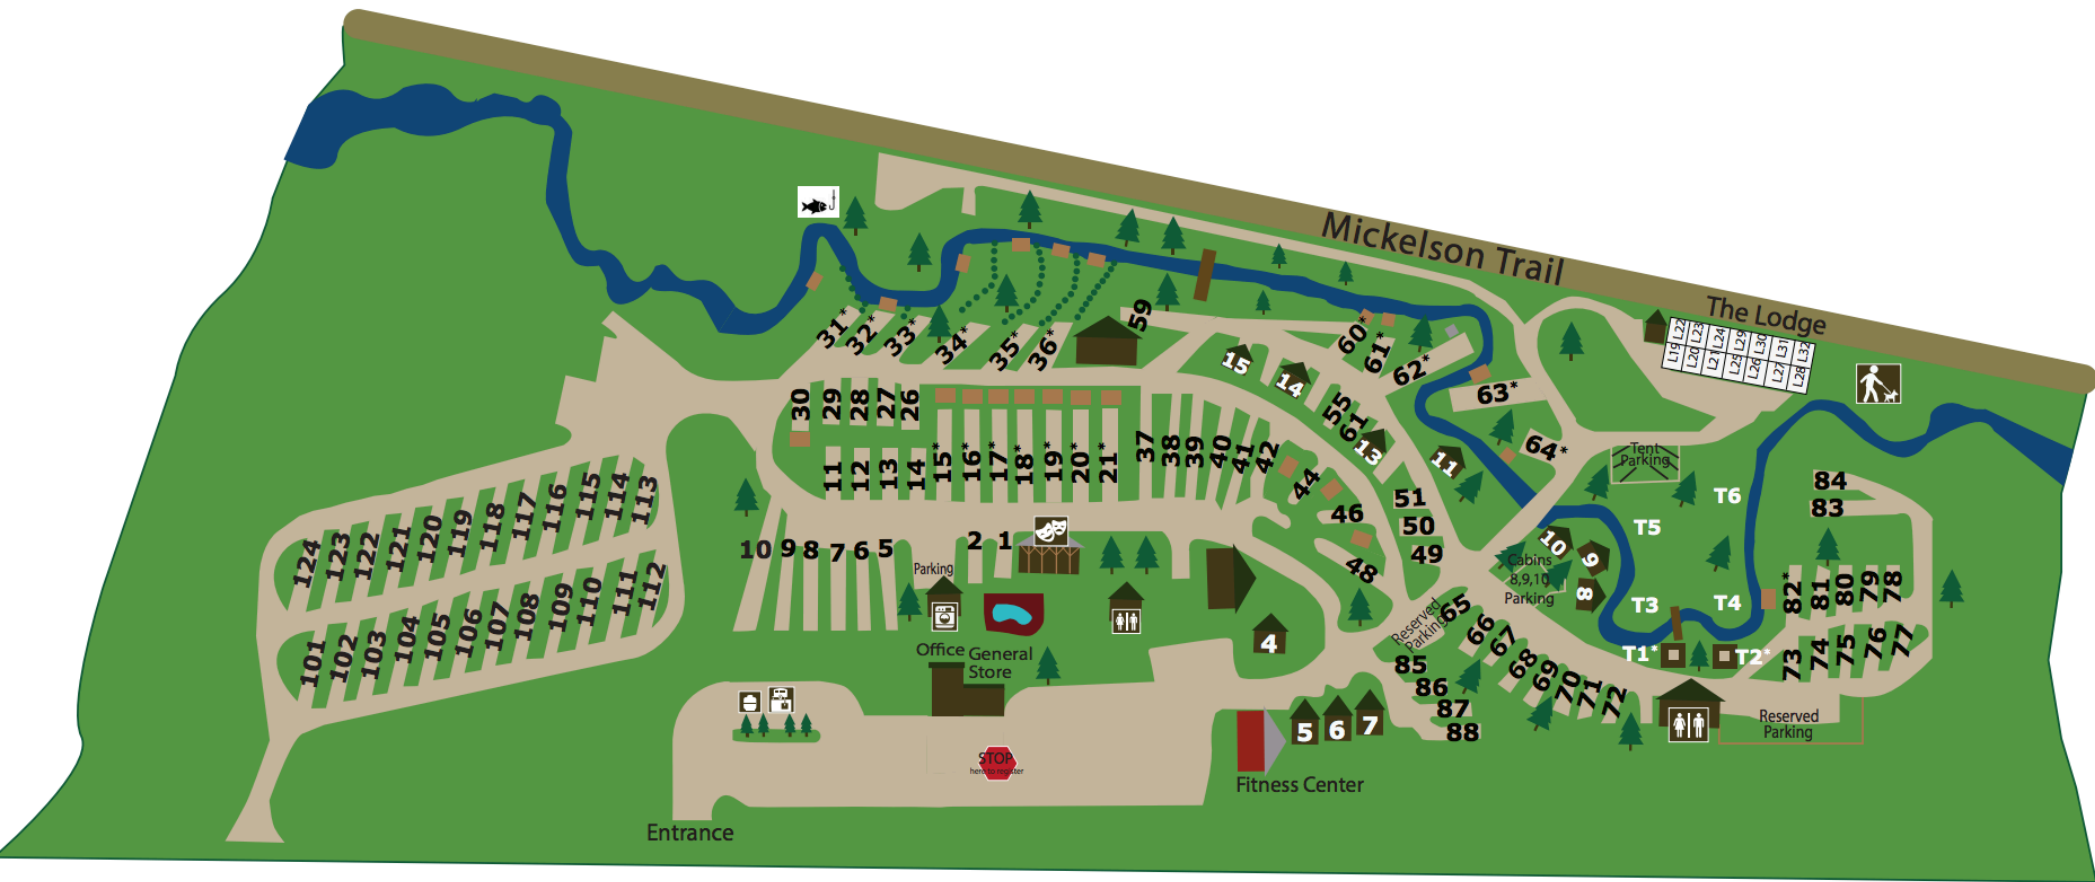 Mickelson Trail
The Lodge
L22 L23 L24 L29 L30 L31 L32
L19 L20 L21 L25 L26 L27 L28
59
31* 32* 33* 34* 35* 36*
60* 61* 62*
63*
64*
15 14
55
61
13
11
30 29 28 27 26
37 38 39 40 41 42
11 12 13 14 15* 16* 17* 18* 19* 20* 21*
44
46
48
51
50
49
Tent
Parking
T6
T5
T3
T4
T1*
T2*
84
83
82* 81 80 79 78
73 74 75 76 77
124 123 122 121 120 119 118 117 116 115 114 113
101 102 103 104 105 106 107 108 109 110 111 112
10 9 8 7 6 5
2 1
Parking
10
9
8
Cabins
8,9,10
Parking
Reserved
Parking
65 66 67 68 69 70 71 72
4
85
86
87
88
Office
General
Store
5 6 7
Reserved
Parking
STOP
here to register
Fitness Center
Entrance